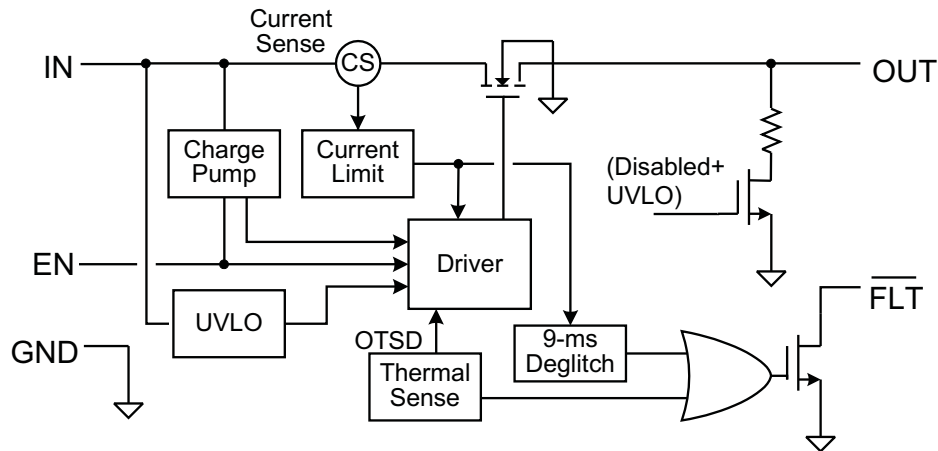 Current
Sense
IN
CS
OUT
Charge
Pump
Current
Limit
(Disabled+
UVLO)
EN
Driver
FLT
UVLO
OTSD
9-ms
Deglitch
GND
Thermal
Sense